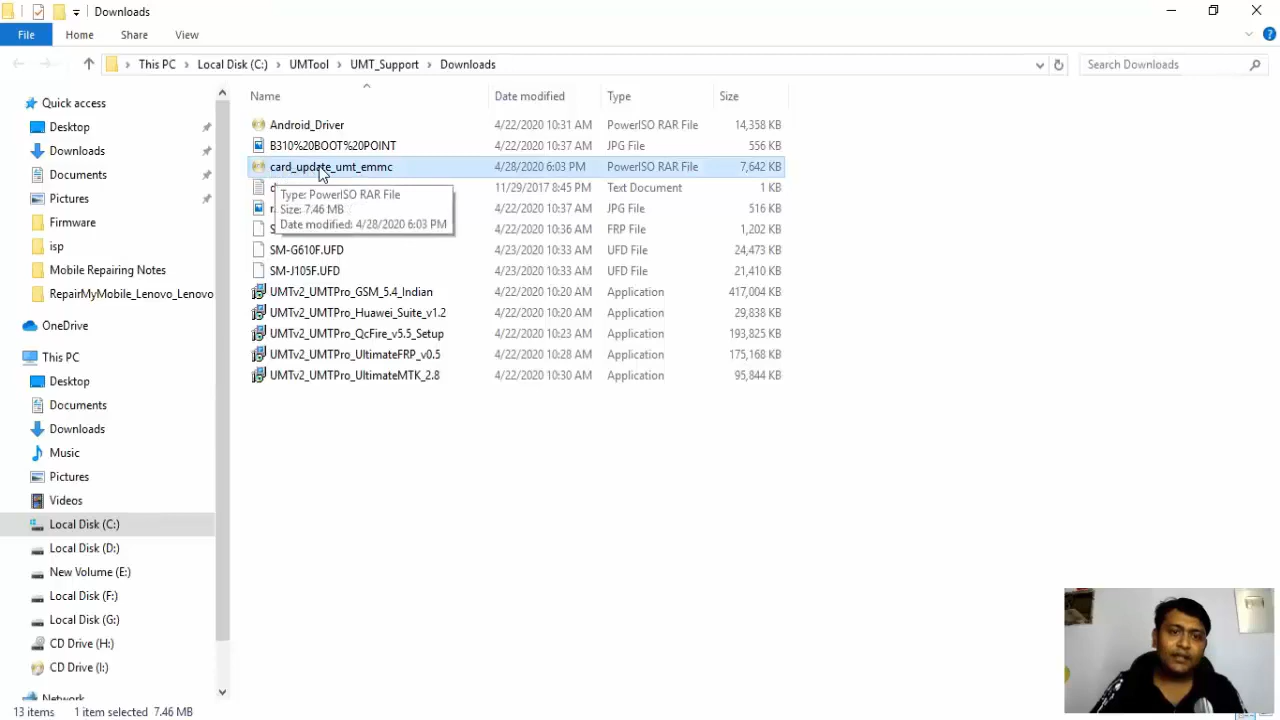 Downloads
File Home Share View
This PC Local Disk (C:) UMTool UMT_Support Downloads
Search Downloads
Name Date modified Type Size
Quick access
Desktop
Downloads
Documents
Pictures
Firmware
isp
Mobile Repairing Notes
RepairMyMobile_Lenovo_Lenovo
OneDrive
This PC
Desktop
Documents
Downloads
Music
Pictures
Videos
Local Disk (C:)
Local Disk (D:)
New Volume (E:)
Local Disk (F:)
Local Disk (G:)
CD Drive (H:)
CD Drive (I:)
Network
Android_Driver 4/22/2020 10:31 AM PowerISO RAR File 14,358 KB
B310%20BOOT%20POINT 4/22/2020 10:37 AM JPG File 556 KB
card_update_umt_emmc 4/28/2020 6:03 PM PowerISO RAR File 7,642 KB
11/29/2017 8:45 PM Text Document 1 KB
4/22/2020 10:37 AM JPG File 516 KB
4/22/2020 10:36 AM FRP File 1,202 KB
SM-G610F.UFD 4/23/2020 10:33 AM UFD File 24,473 KB
SM-J105F.UFD 4/23/2020 10:33 AM UFD File 21,410 KB
UMTv2_UMTPro_GSM_5.4_Indian 4/22/2020 10:20 AM Application 417,004 KB
UMTv2_UMTPro_Huawei_Suite_v1.2 4/22/2020 10:20 AM Application 29,838 KB
UMTv2_UMTPro_QcFire_v5.5_Setup 4/22/2020 10:23 AM Application 193,825 KB
UMTv2_UMTPro_UltimateFRP_v0.5 4/22/2020 10:28 AM Application 175,168 KB
UMTv2_UMTPro_UltimateMTK_2.8 4/22/2020 10:30 AM Application 95,844 KB
Type: PowerISO RAR File
Size: 7.46 MB
Date modified: 4/28/2020 6:03 PM
13 items 1 item selected 7.46 MB